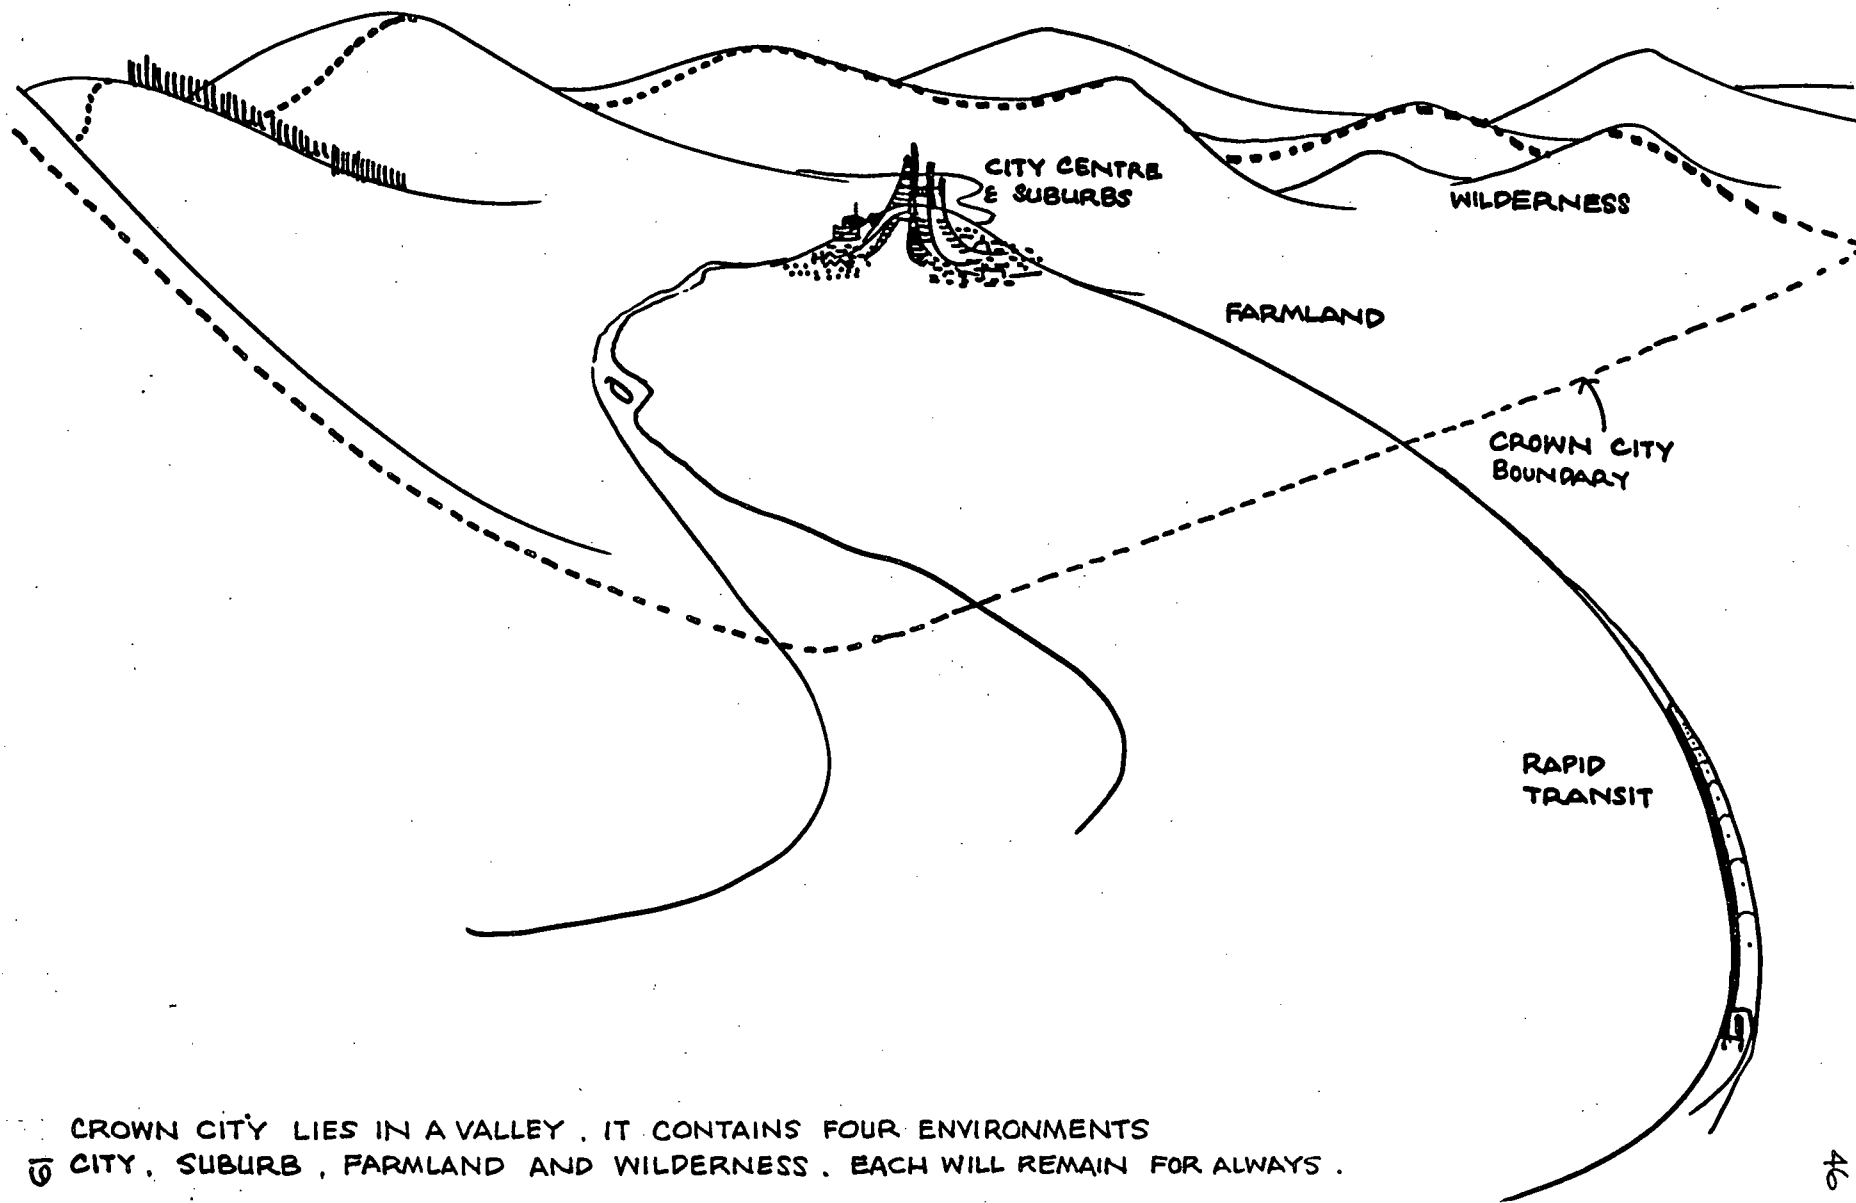 CITY CENTRE
& SUBURBS
WILDERNESS
FARMLAND
CROWN CITY
BOUNDARY
RAPID
TRANSIT
CROWN CITY LIES IN A VALLEY. IT CONTAINS FOUR ENVIRONMENTS
CITY, SUBURB, FARMLAND AND WILDERNESS. EACH WILL REMAIN FOR ALWAYS.
19
46